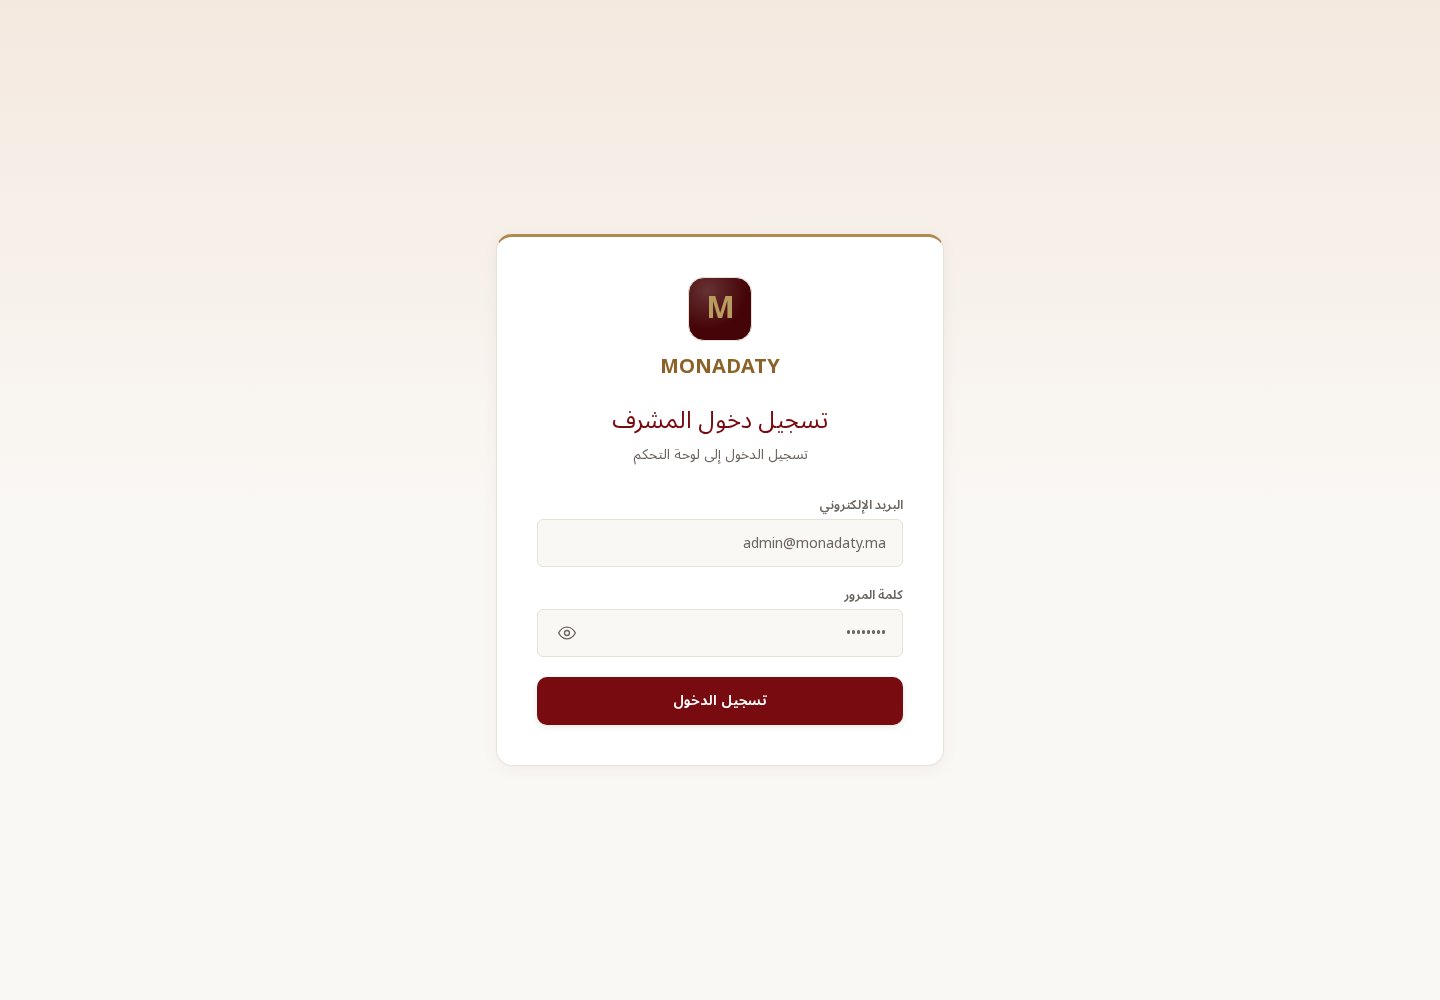 M
MONADATY
تسجيل دخول المشرف
تسجيل الدخول إلى لوحة التحكم
البريد الإلكتروني
admin@monadaty.ma
كلمة المرور
••••••••
تسجيل الدخول